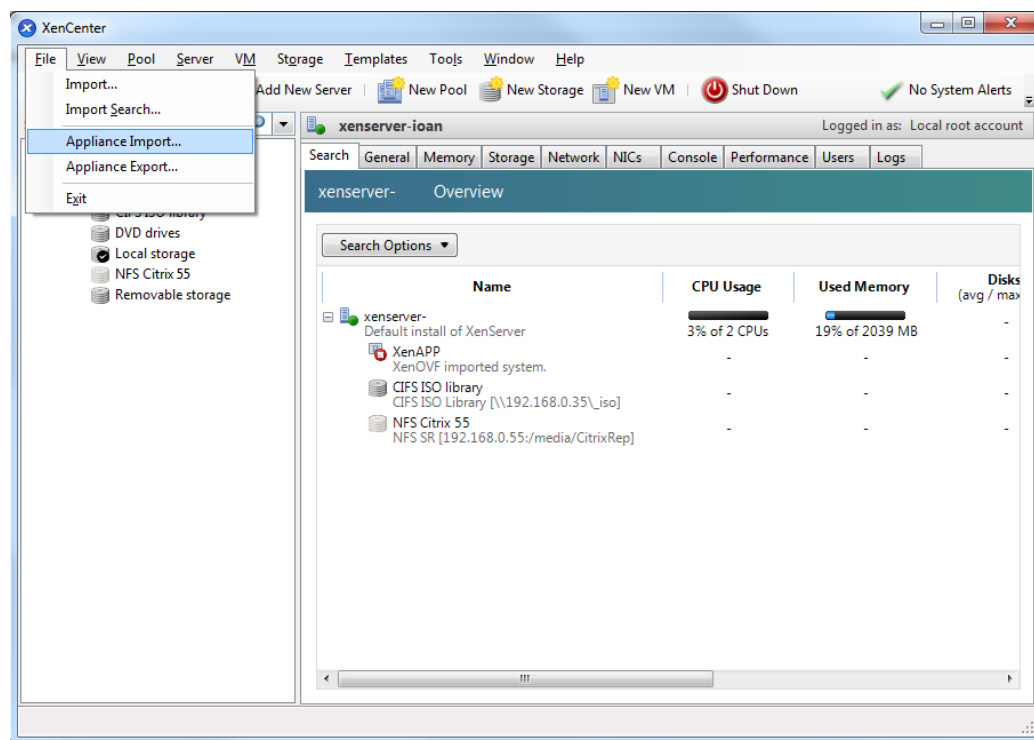 XenCenter
File View Pool Server VM Storage Templates Tools Window Help
Import...
Import Search...
Appliance Import...
Appliance Export...
Exit
Add New Server New Pool New Storage New VM Shut Down No System Alerts
CIFS ISO library
DVD drives
Local storage
NFS Citrix 55
Removable storage
xenserver-ioan Logged in as: Local root account
Search General Memory Storage Network NICs Console Performance Users Logs
xenserver- Overview
Search Options
Name CPU Usage Used Memory Disks
(avg / max
xenserver-
Default install of XenServer 3% of 2 CPUs 19% of 2039 MB -
XenAPP
XenOVF imported system. - - -
CIFS ISO library
CIFS ISO Library [\\192.168.0.35\_iso] - - -
NFS Citrix 55
NFS SR [192.168.0.55:/media/CitrixRep] - - -